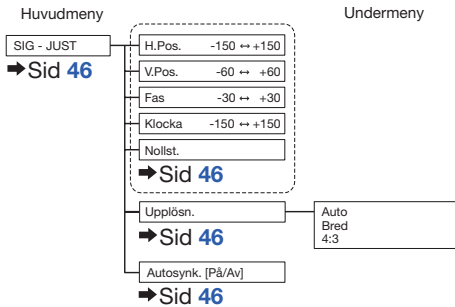 Huvudmeny
Undermeny
SIG - JUST
➡Sid 46
H.Pos. -150 ↔ +150
V.Pos. -60 ↔ +60
Fas -30 ↔ +30
Klocka -150 ↔ +150
Nollst.
➡Sid 46
Upplösn.
➡Sid 46
Auto
Bred
4:3
Autosynk. [På/Av]
➡Sid 46